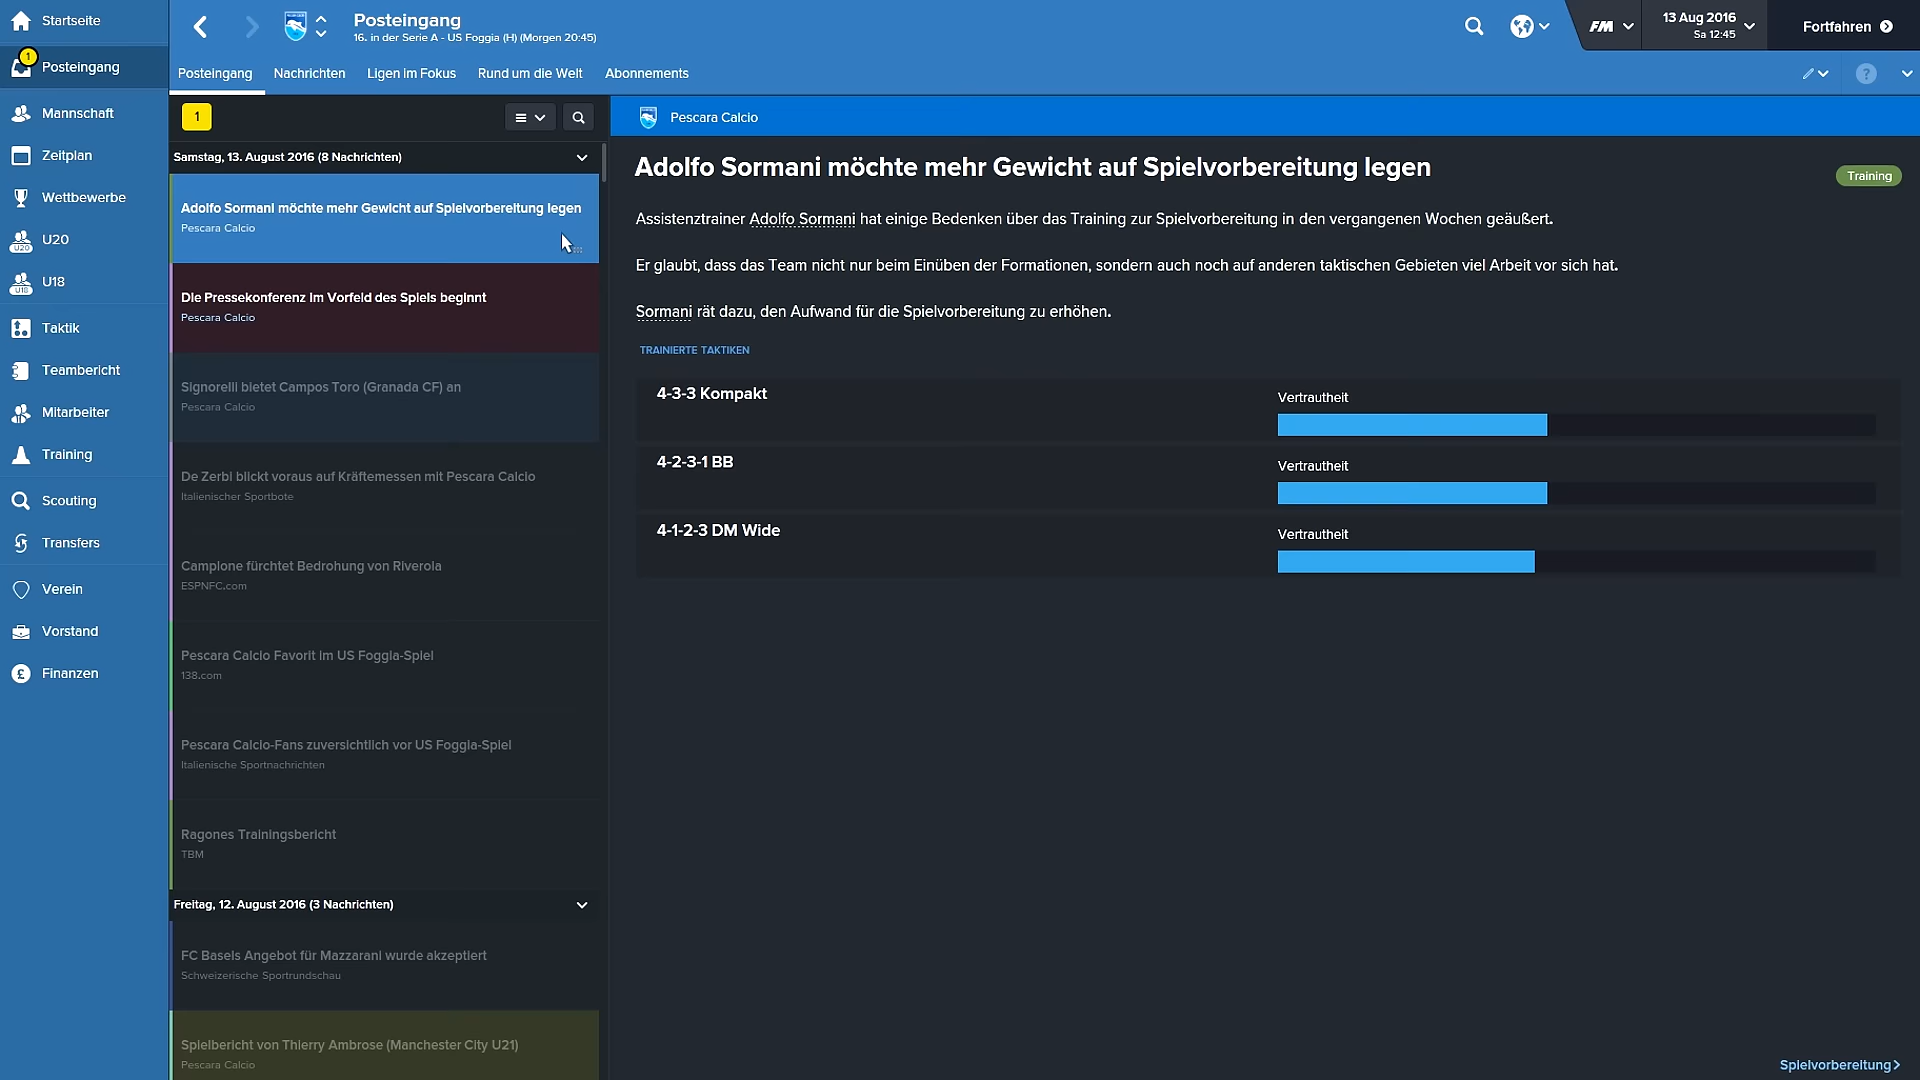 Startseite
1
Posteingang
Mannschaft
Zeitplan
Wettbewerbe
U20
U20
U18
U18
Taktik
Teambericht
Mitarbeiter
Training
Scouting
Transfers
Verein
Vorstand
Finanzen
Posteingang
16. in der Serie A - US Foggia (H) (Morgen 20:45)
FM
13 Aug 2016
Sa 12:45
Fortfahren
Posteingang Nachrichten Ligen im Fokus Rund um die Welt Abonnements
?
1
Samstag, 13. August 2016 (8 Nachrichten)
Adolfo Sormani möchte mehr Gewicht auf Spielvorbereitung legen
Pescara Calcio
Die Pressekonferenz im Vorfeld des Spiels beginnt
Pescara Calcio
Signorelli bietet Campos Toro (Granada CF) an
Pescara Calcio
De Zerbi blickt voraus auf Kräftemessen mit Pescara Calcio
Italienischer Sportbote
Campione fürchtet Bedrohung von Riverola
ESPNFC.com
Pescara Calcio Favorit im US Foggia-Spiel
138.com
Pescara Calcio-Fans zuversichtlich vor US Foggia-Spiel
Italienische Sportnachrichten
Ragones Trainingsbericht
TBM
Freitag, 12. August 2016 (3 Nachrichten)
FC Basels Angebot für Mazzarani wurde akzeptiert
Schweizerische Sportrundschau
Spielbericht von Thierry Ambrose (Manchester City U21)
Pescara Calcio
Pescara Calcio
Adolfo Sormani möchte mehr Gewicht auf Spielvorbereitung legen
Training
Assistenztrainer Adolfo Sormani hat einige Bedenken über das Training zur Spielvorbereitung in den vergangenen Wochen geäußert.
Er glaubt, dass das Team nicht nur beim Einüben der Formationen, sondern auch noch auf anderen taktischen Gebieten viel Arbeit vor sich hat.
Sormani rät dazu, den Aufwand für die Spielvorbereitung zu erhöhen.
TRAINIERTE TAKTIKEN
4-3-3 Kompakt
Vertrautheit
4-2-3-1 BB
Vertrautheit
4-1-2-3 DM Wide
Vertrautheit
Spielvorbereitung